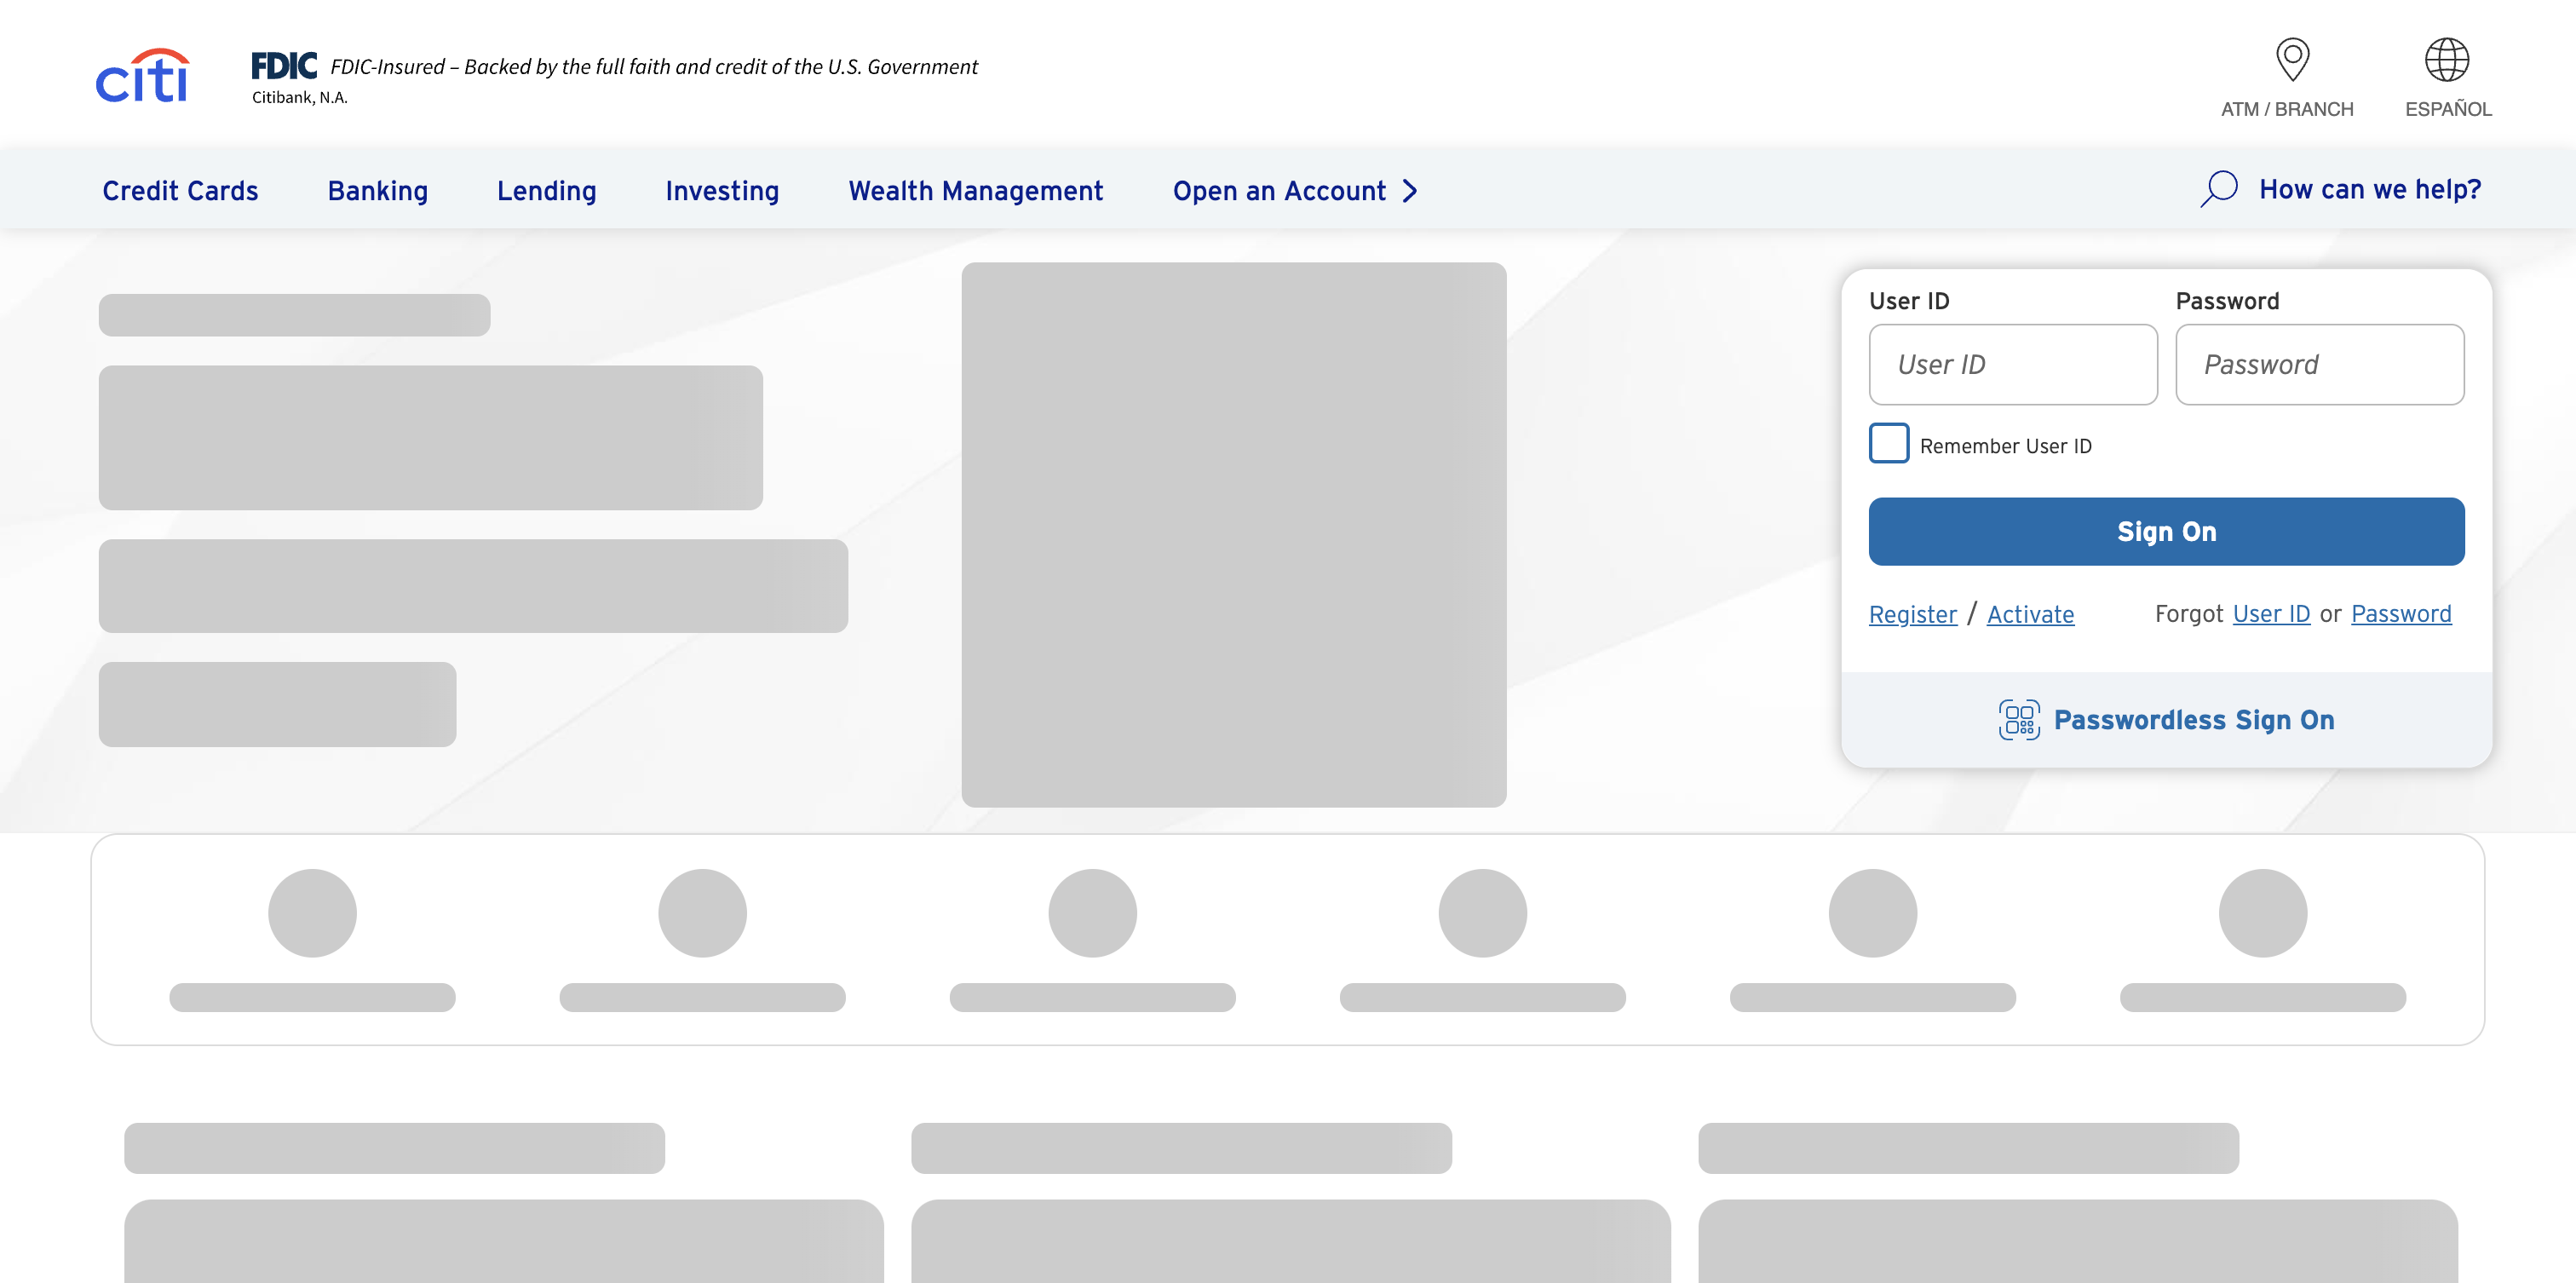 citi
FDIC FDIC-Insured – Backed by the full faith and credit of the U.S. Government
Citibank, N.A.
ATM / BRANCH
ESPAÑOL
Credit Cards
Banking
Lending
Investing
Wealth Management
Open an Account
How can we help?
User ID
Password
User ID
Password
Remember User ID
Sign On
Register / Activate
Forgot User ID or Password
Passwordless Sign On